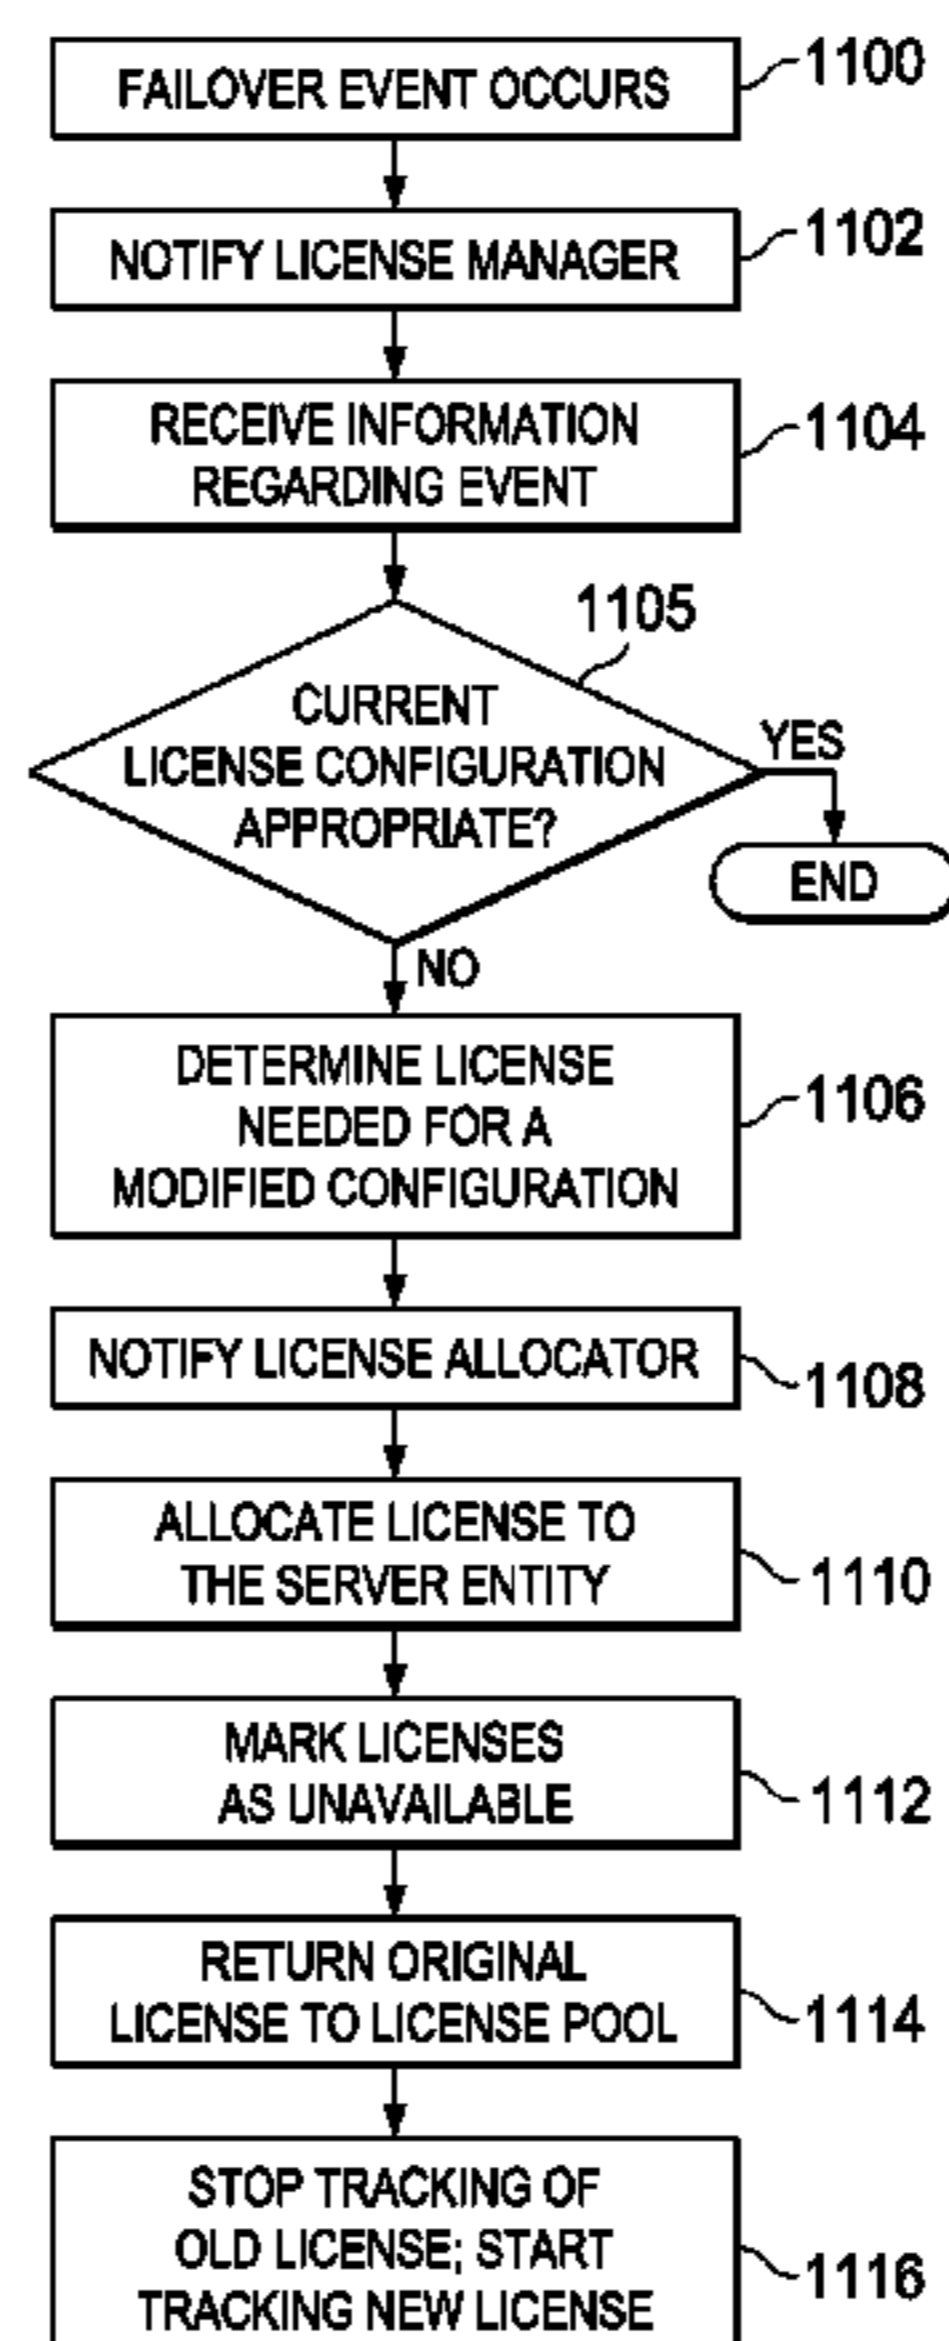 FAILOVER EVENT OCCURS
1100
NOTIFY LICENSE MANAGER
1102
RECEIVE INFORMATION
REGARDING EVENT
1104
1105
CURRENT
LICENSE CONFIGURATION
APPROPRIATE?
YES
END
NO
DETERMINE LICENSE
NEEDED FOR A
MODIFIED CONFIGURATION
1106
NOTIFY LICENSE ALLOCATOR
1108
ALLOCATE LICENSE TO
THE SERVER ENTITY
1110
MARK LICENSES
AS UNAVAILABLE
1112
RETURN ORIGINAL
LICENSE TO LICENSE POOL
1114
STOP TRACKING OF
OLD LICENSE; START
TRACKING NEW LICENSE
1116